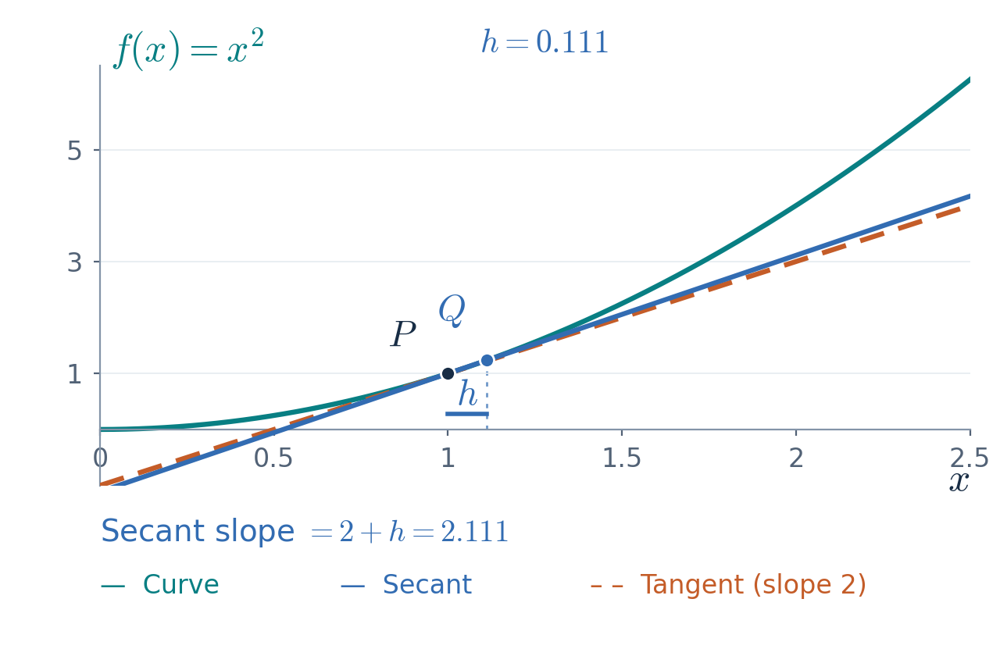 f(x) = x²
h = 0.111
5
3
Q
P
1
h
0 0.5 1 1.5 2 2.5
x
Secant slope = 2 + h = 2.111
— Curve — Secant – – Tangent (slope 2)